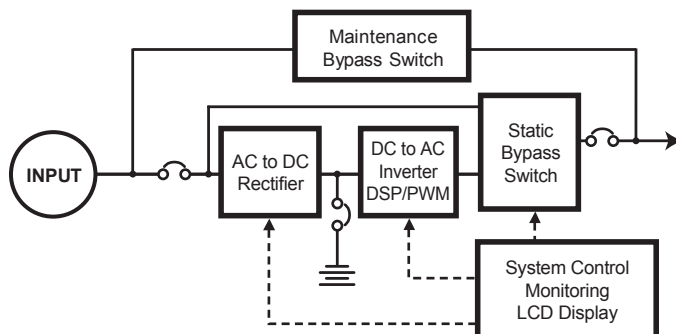 Maintenance
Bypass Switch
INPUT
AC to DC
Rectifier
DC to AC
Inverter
DSP/PWM
Static
Bypass
Switch
System Control
Monitoring
LCD Display